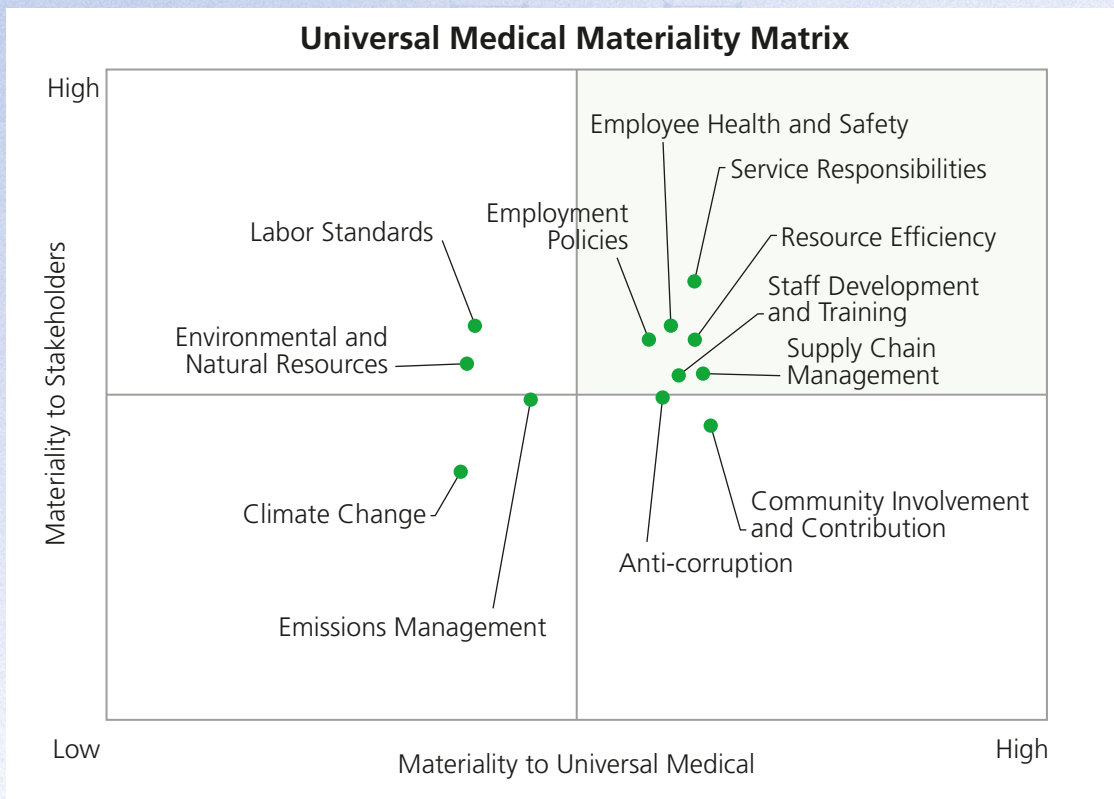 Universal Medical Materiality Matrix
High
Employee Health and Safety
Service Responsibilities
Employment
Policies
Labor Standards
Resource Efficiency
Staff Development
and Training
Environmental and
Natural Resources
Supply Chain
Management
Materiality to Stakeholders
Climate Change
Community Involvement
and Contribution
Anti-corruption
Emissions Management
Low
Materiality to Universal Medical
High